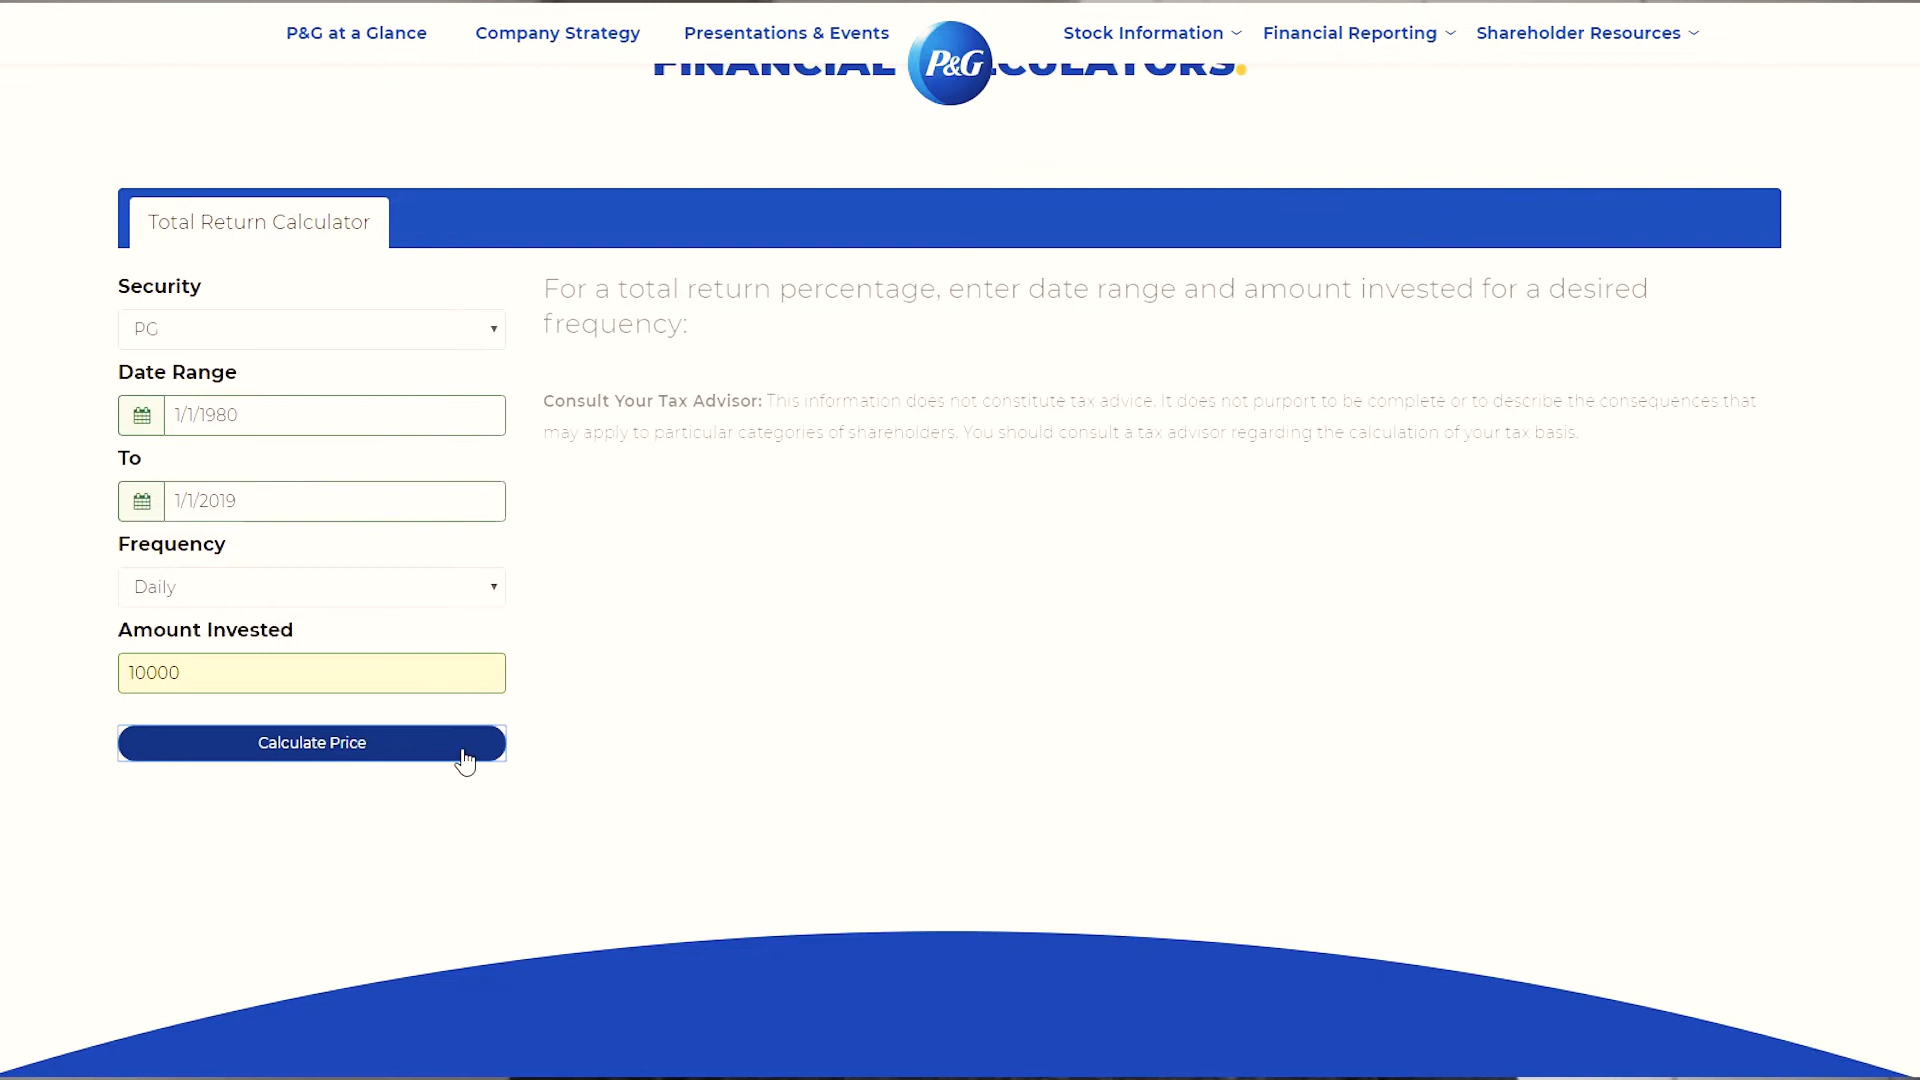 P&G at a Glance
Company Strategy
Presentations & Events
P&G
Stock Information
Financial Reporting
Shareholder Resources
FINANCIAL
Total Return Calculator
Security
PG
Date Range
1/1/1980
To
1/1/2019
Frequency
Daily
Amount Invested
10000
Calculate Price
For a total return percentage, enter date range and amount invested for a desired
frequency:
Consult Your Tax Advisor: This information does not constitute tax advice. It does not purport to be complete or to describe the consequences that
may apply to particular categories of shareholders. You should consult a tax advisor regarding the calculation of your tax basis.